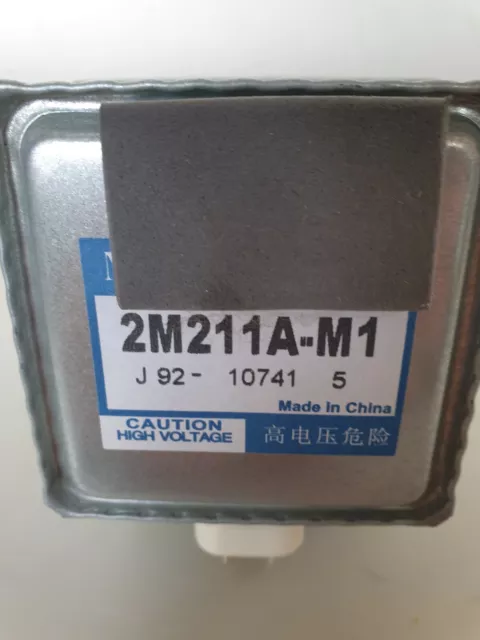 2M211A-M1
J 92- 10741 5
Made in China
CAUTION
HIGH VOLTAGE
高电压危险